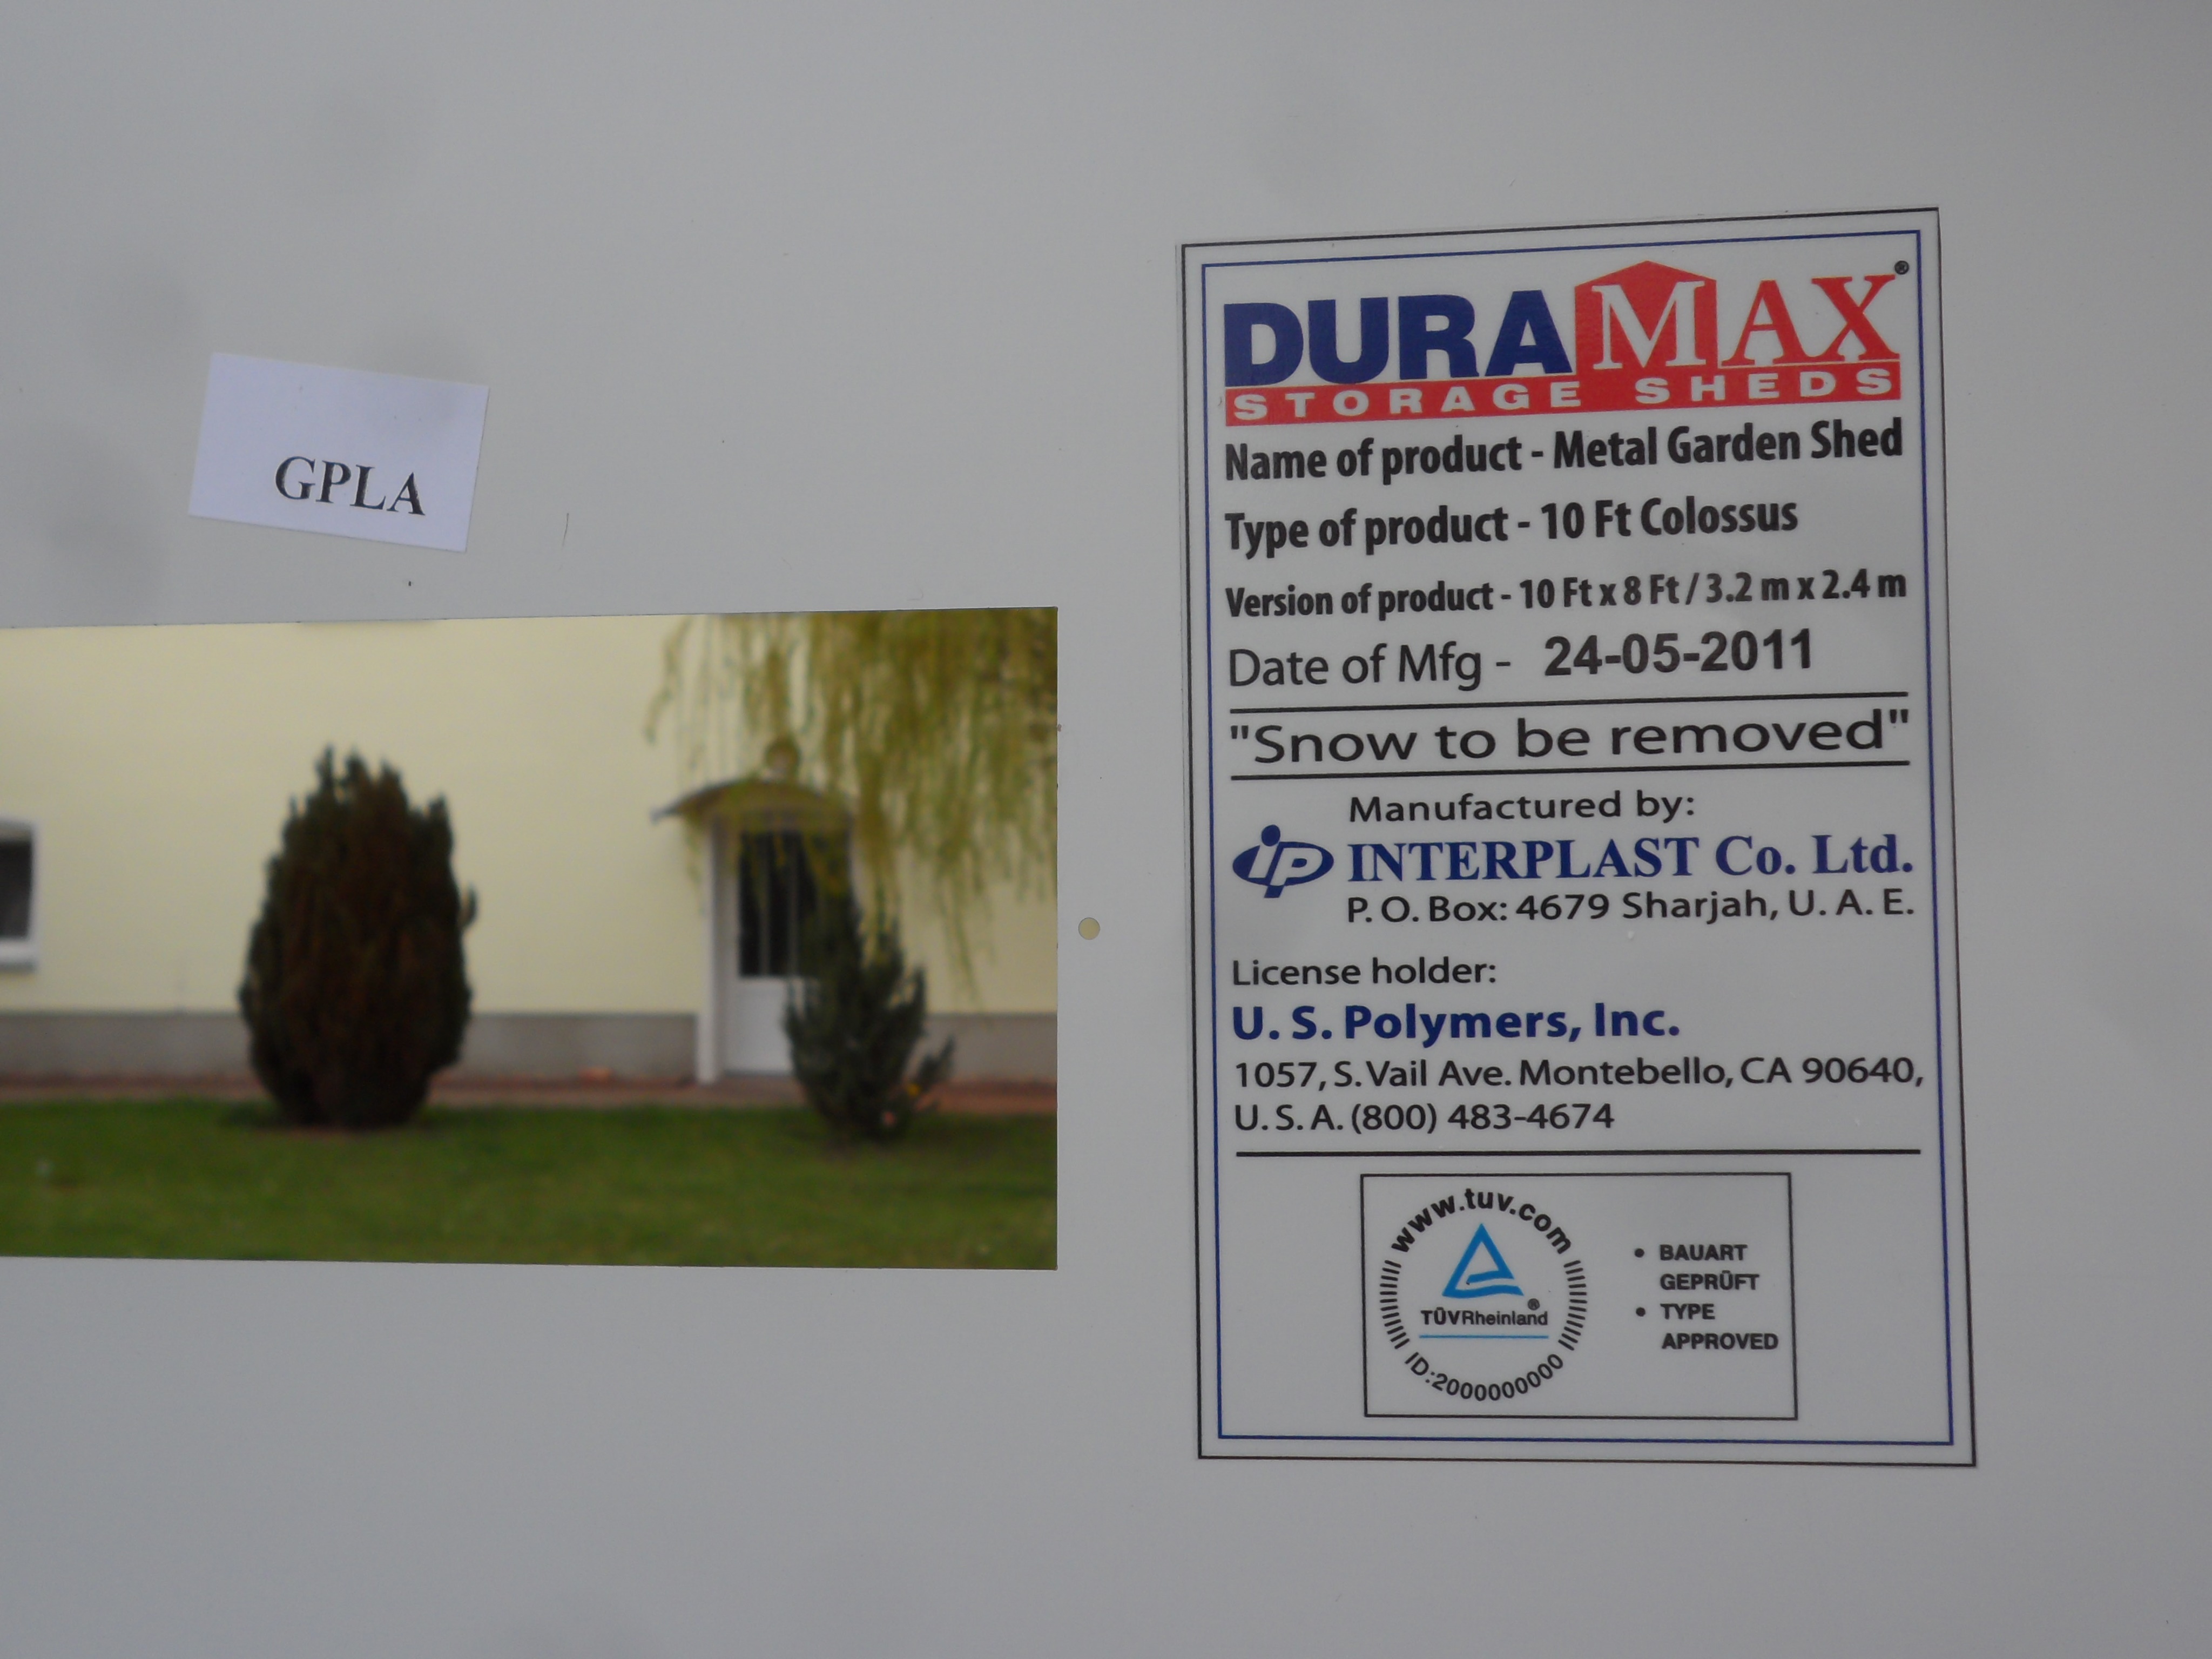 GPLA
DURAMAX®
STORAGE SHEDS
Name of product - Metal Garden Shed
Type of product - 10 Ft Colossus
Version of product - 10 Ft x 8 Ft / 3.2 m x 2.4 m
Date of Mfg - 24-05-2011
"Snow to be removed"
Manufactured by:
ip INTERPLAST Co. Ltd.
P. O. Box: 4679 Sharjah, U. A. E.
License holder:
U. S. Polymers, Inc.
1057, S. Vail Ave. Montebello, CA 90640,
U. S. A. (800) 483-4674
www.tuv.com
TÜVRheinland®
ID:2000000000
• BAUART
GEPRÜFT
• TYPE
APPROVED